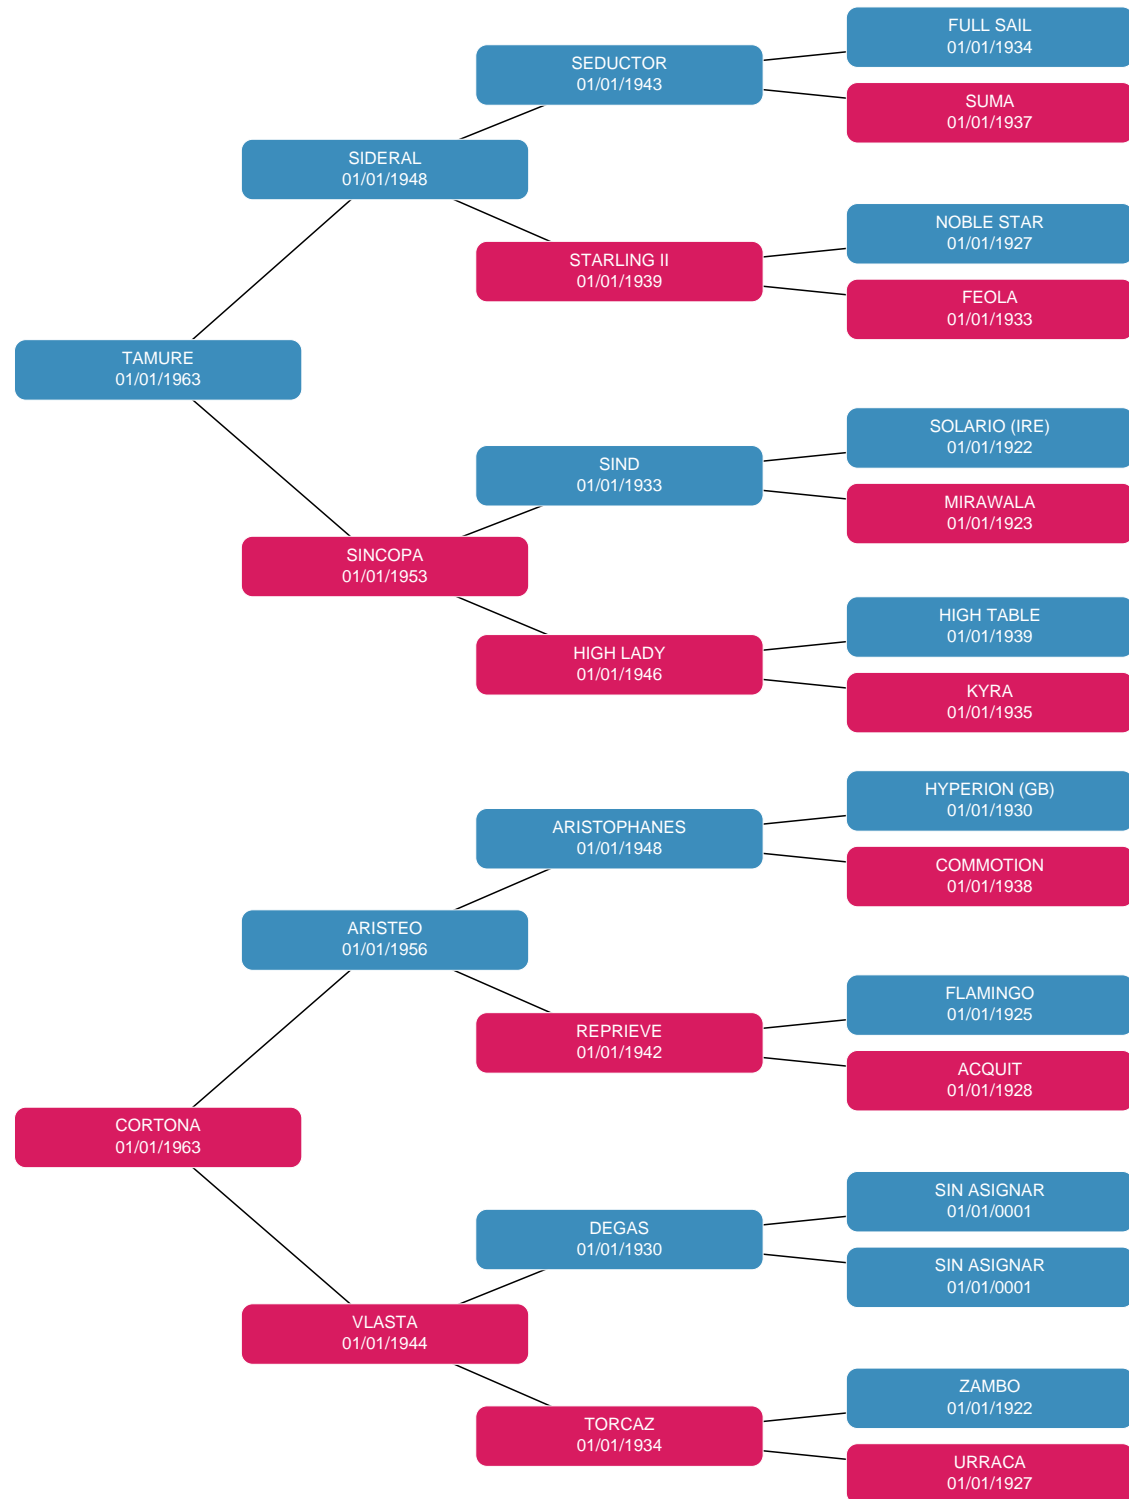 FULL SAIL
01/01/1934
SEDUCTOR
01/01/1943
SUMA
01/01/1937
SIDERAL
01/01/1948
NOBLE STAR
01/01/1927
STARLING II
01/01/1939
FEOLA
01/01/1933
TAMURE
01/01/1963
SOLARIO (IRE)
01/01/1922
SIND
01/01/1933
MIRAWALA
01/01/1923
SINCOPA
01/01/1953
HIGH TABLE
01/01/1939
HIGH LADY
01/01/1946
KYRA
01/01/1935
HYPERION (GB)
01/01/1930
ARISTOPHANES
01/01/1948
COMMOTION
01/01/1938
ARISTEO
01/01/1956
FLAMINGO
01/01/1925
REPRIEVE
01/01/1942
ACQUIT
01/01/1928
CORTONA
01/01/1963
SIN ASIGNAR
01/01/0001
DEGAS
01/01/1930
SIN ASIGNAR
01/01/0001
VLASTA
01/01/1944
ZAMBO
01/01/1922
TORCAZ
01/01/1934
URRACA
01/01/1927